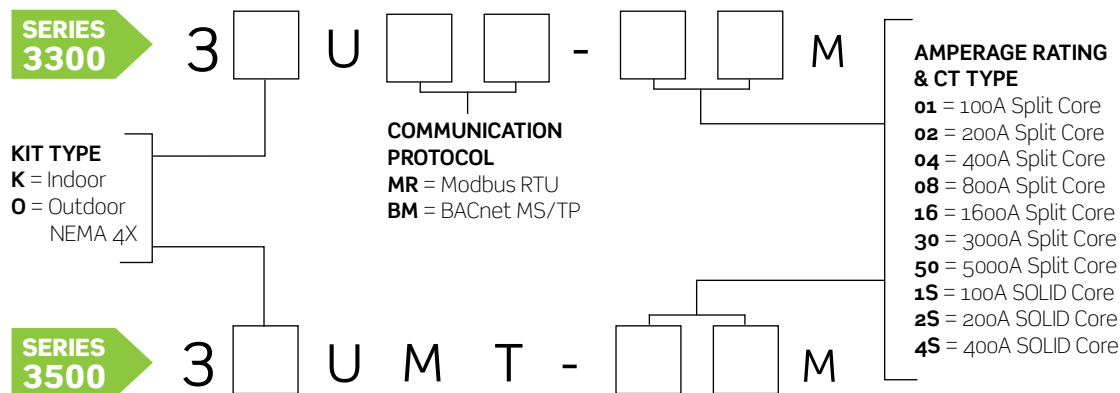 SERIES
3300
3 U - M
AMPERAGE RATING
& CT TYPE
01 = 100A Split Core
02 = 200A Split Core
04 = 400A Split Core
08 = 800A Split Core
16 = 1600A Split Core
30 = 3000A Split Core
50 = 5000A Split Core
1S = 100A SOLID Core
2S = 200A SOLID Core
4S = 400A SOLID Core
COMMUNICATION
PROTOCOL
MR = Modbus RTU
BM = BACnet MS/TP
KIT TYPE
K = Indoor
O = Outdoor
NEMA 4X
SERIES
3500
3 U M T - M